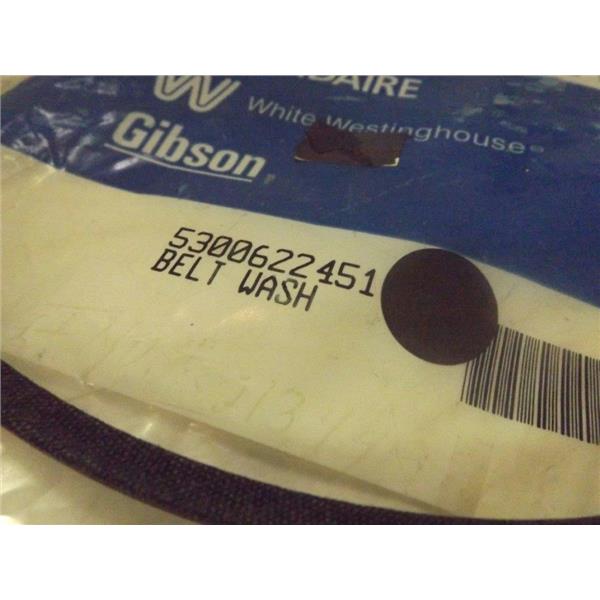 DAIRE
White Westinghouse
Gibson
5300622451
BELT WASH